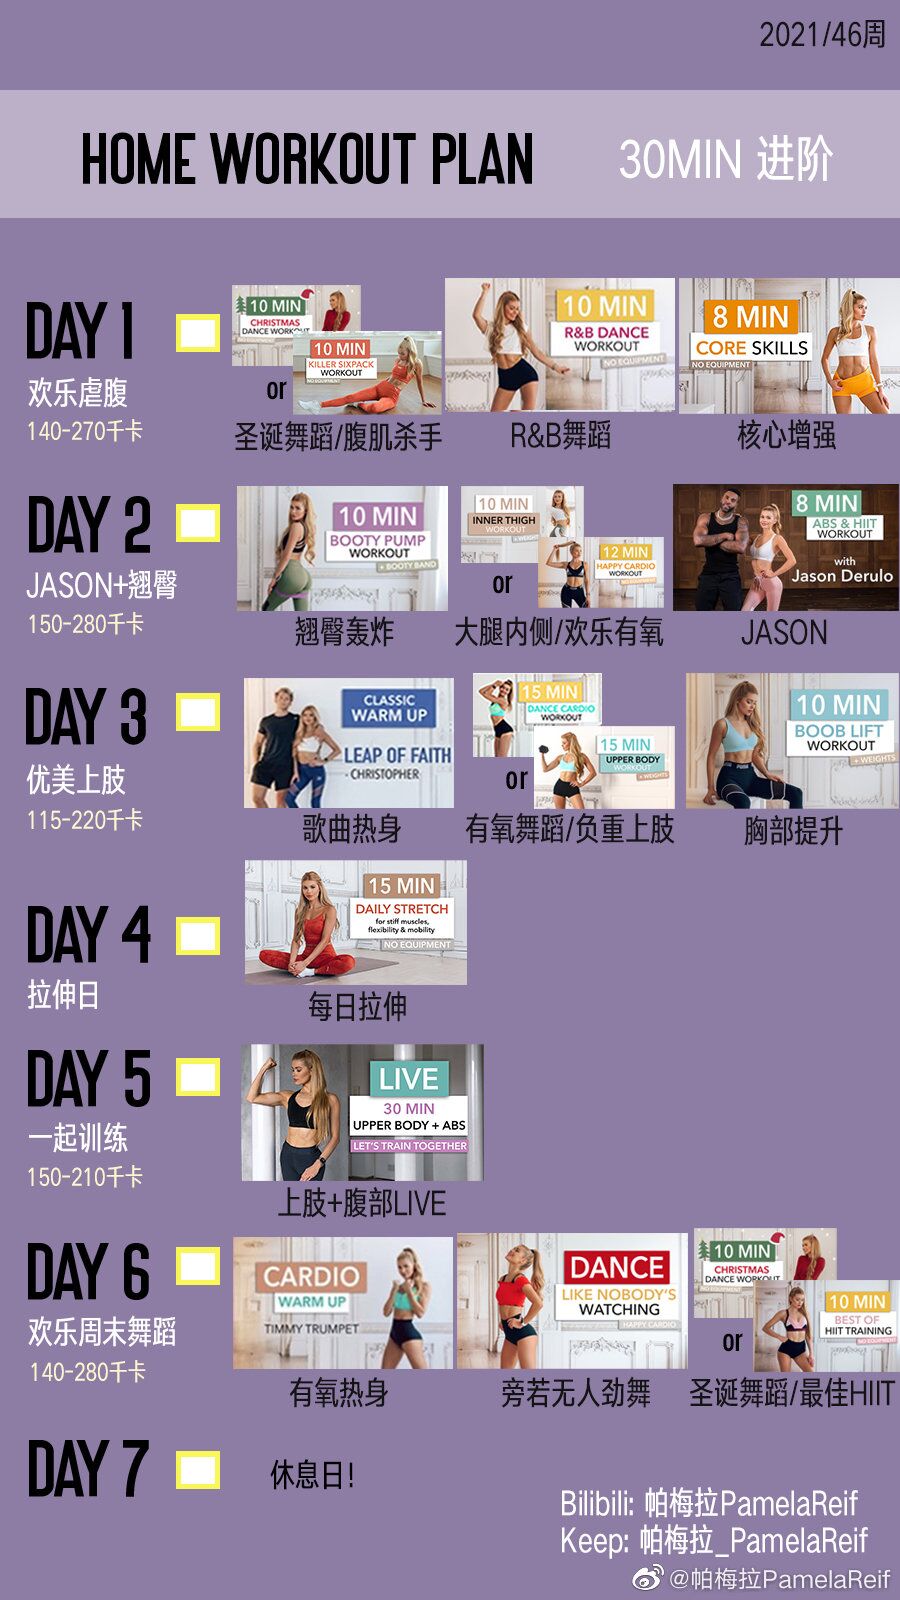 2021/46周
HOME WORKOUT PLAN
30MIN 进阶
DAY 1
欢乐虐腹
140-270千卡
10 MIN
CHRISTMAS
DANCE WORKOUT
NO EQUIPMENT
or
10 MIN
KILLER SIXPACK
WORKOUT
NO EQUIPMENT
圣诞舞蹈/腹肌杀手
10 MIN
R&B DANCE
WORKOUT
NO EQUIPMENT
R&B舞蹈
8 MIN
CORE SKILLS
NO EQUIPMENT
核心增强
DAY 2
JASON+翘臀
150-280千卡
10 MIN
BOOTY PUMP
WORKOUT
+ BOOTY BAND
翘臀轰炸
10 MIN
INNER THIGH
WORKOUT
+ WEIGHT
or
12 MIN
HAPPY CARDIO
WORKOUT
NO EQUIPMENT
大腿内侧/欢乐有氧
8 MIN
ABS & HIIT
WORKOUT
with
Jason Derulo
JASON
DAY 3
优美上肢
115-220千卡
CLASSIC
WARM UP
LEAP OF FAITH
- CHRISTOPHER
歌曲热身
15 MIN
DANCE CARDIO
WORKOUT
or
15 MIN
UPPER BODY
WORKOUT
+ WEIGHTS
有氧舞蹈/负重上肢
10 MIN
BOOB LIFT
WORKOUT
+ WEIGHTS
胸部提升
DAY 4
拉伸日
15 MIN
DAILY STRETCH
for stiff muscles,
flexibility & mobility
NO EQUIPMENT
每日拉伸
DAY 5
一起训练
150-210千卡
LIVE
30 MIN
UPPER BODY + ABS
LET'S TRAIN TOGETHER
上肢+腹部LIVE
DAY 6
欢乐周末舞蹈
140-280千卡
CARDIO
WARM UP
TIMMY TRUMPET
有氧热身
DANCE
LIKE NOBODY'S
WATCHING
HAPPY CARDIO
旁若无人劲舞
10 MIN
CHRISTMAS
DANCE WORKOUT
NO EQUIPMENT
or
10 MIN
BEST OF
HIIT TRAINING
NO EQUIPMENT
圣诞舞蹈/最佳HIIT
DAY 7
休息日!
Bilibili: 帕梅拉PamelaReif
Keep: 帕梅拉_PamelaReif
@帕梅拉PamelaReif